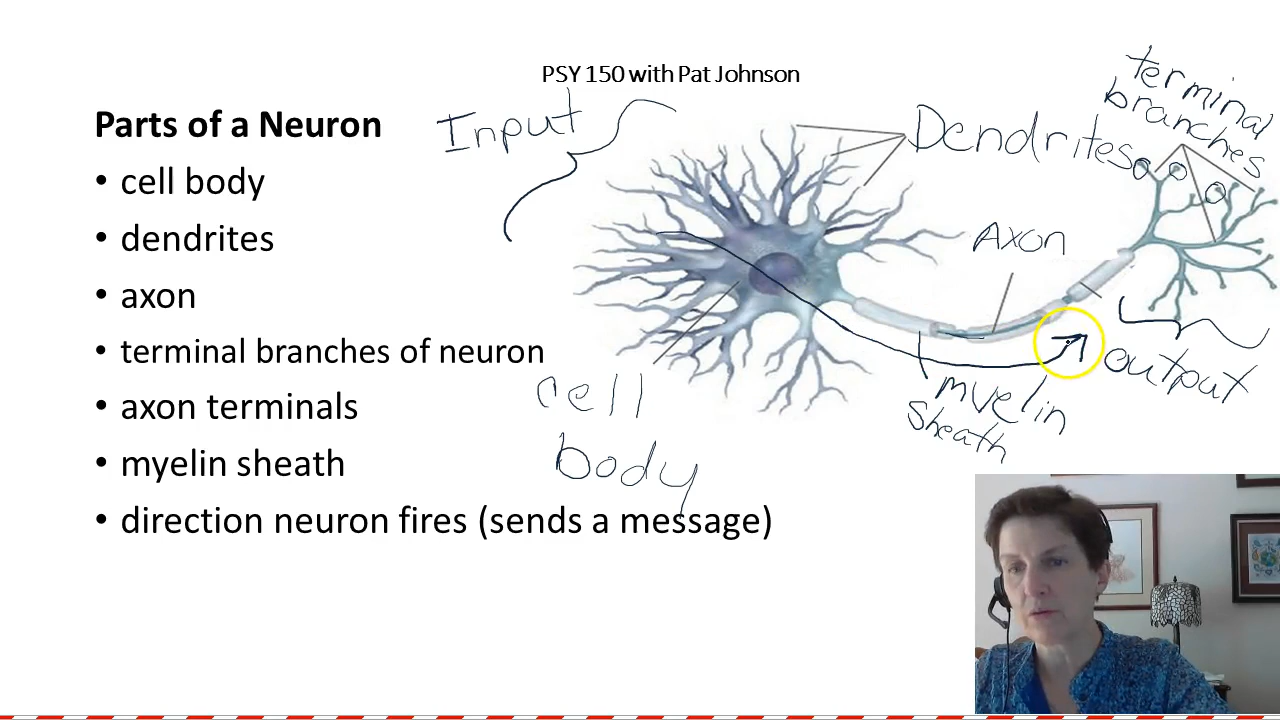 PSY 150 with Pat Johnson
Parts of a Neuron
• cell body
• dendrites
• axon
• terminal branches of neuron
• axon terminals
• myelin sheath
• direction neuron fires (sends a message)
Input
Dendrites
terminal
branches
Axon
myelin
sheath
output
cell
body